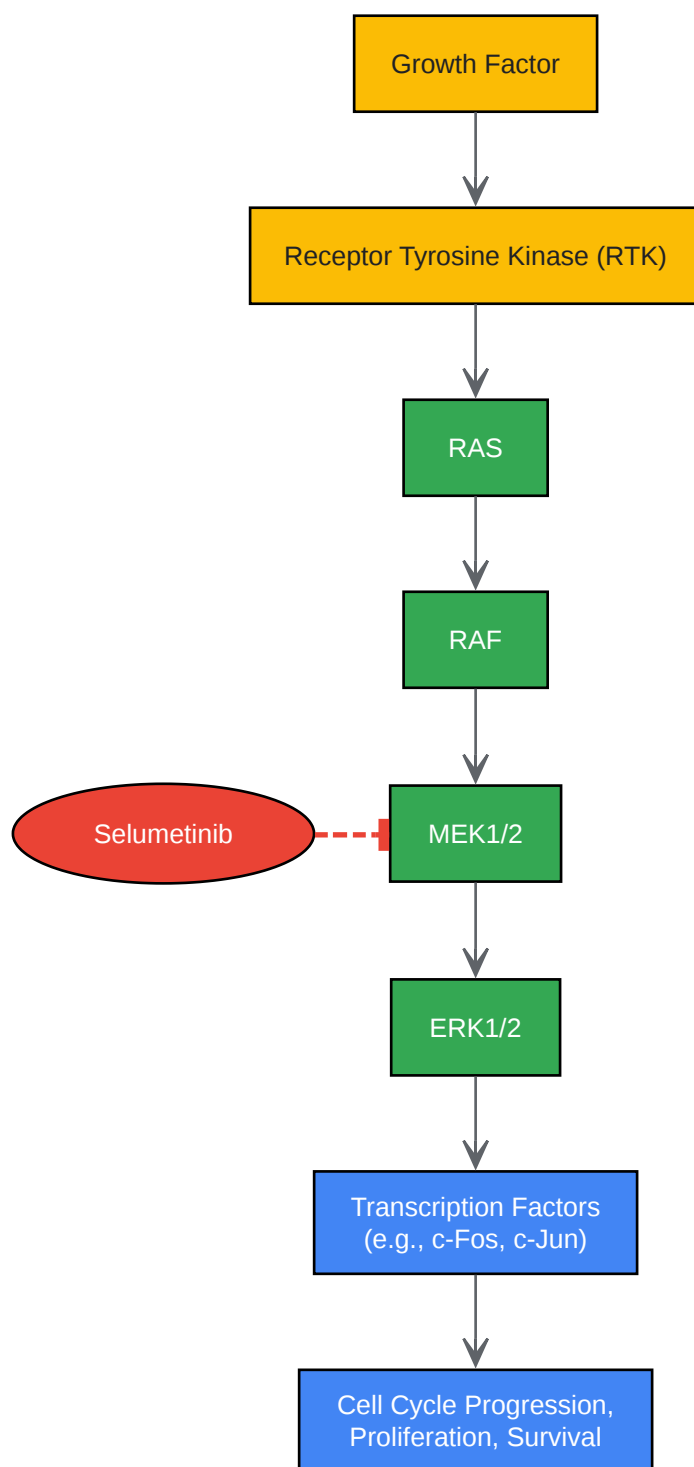 Growth Factor
Receptor Tyrosine Kinase (RTK)
RAS
RAF
Selumetinib
MEK1/2
ERK1/2
Transcription Factors
(e.g., c-Fos, c-Jun)
Cell Cycle Progression,
Proliferation, Survival